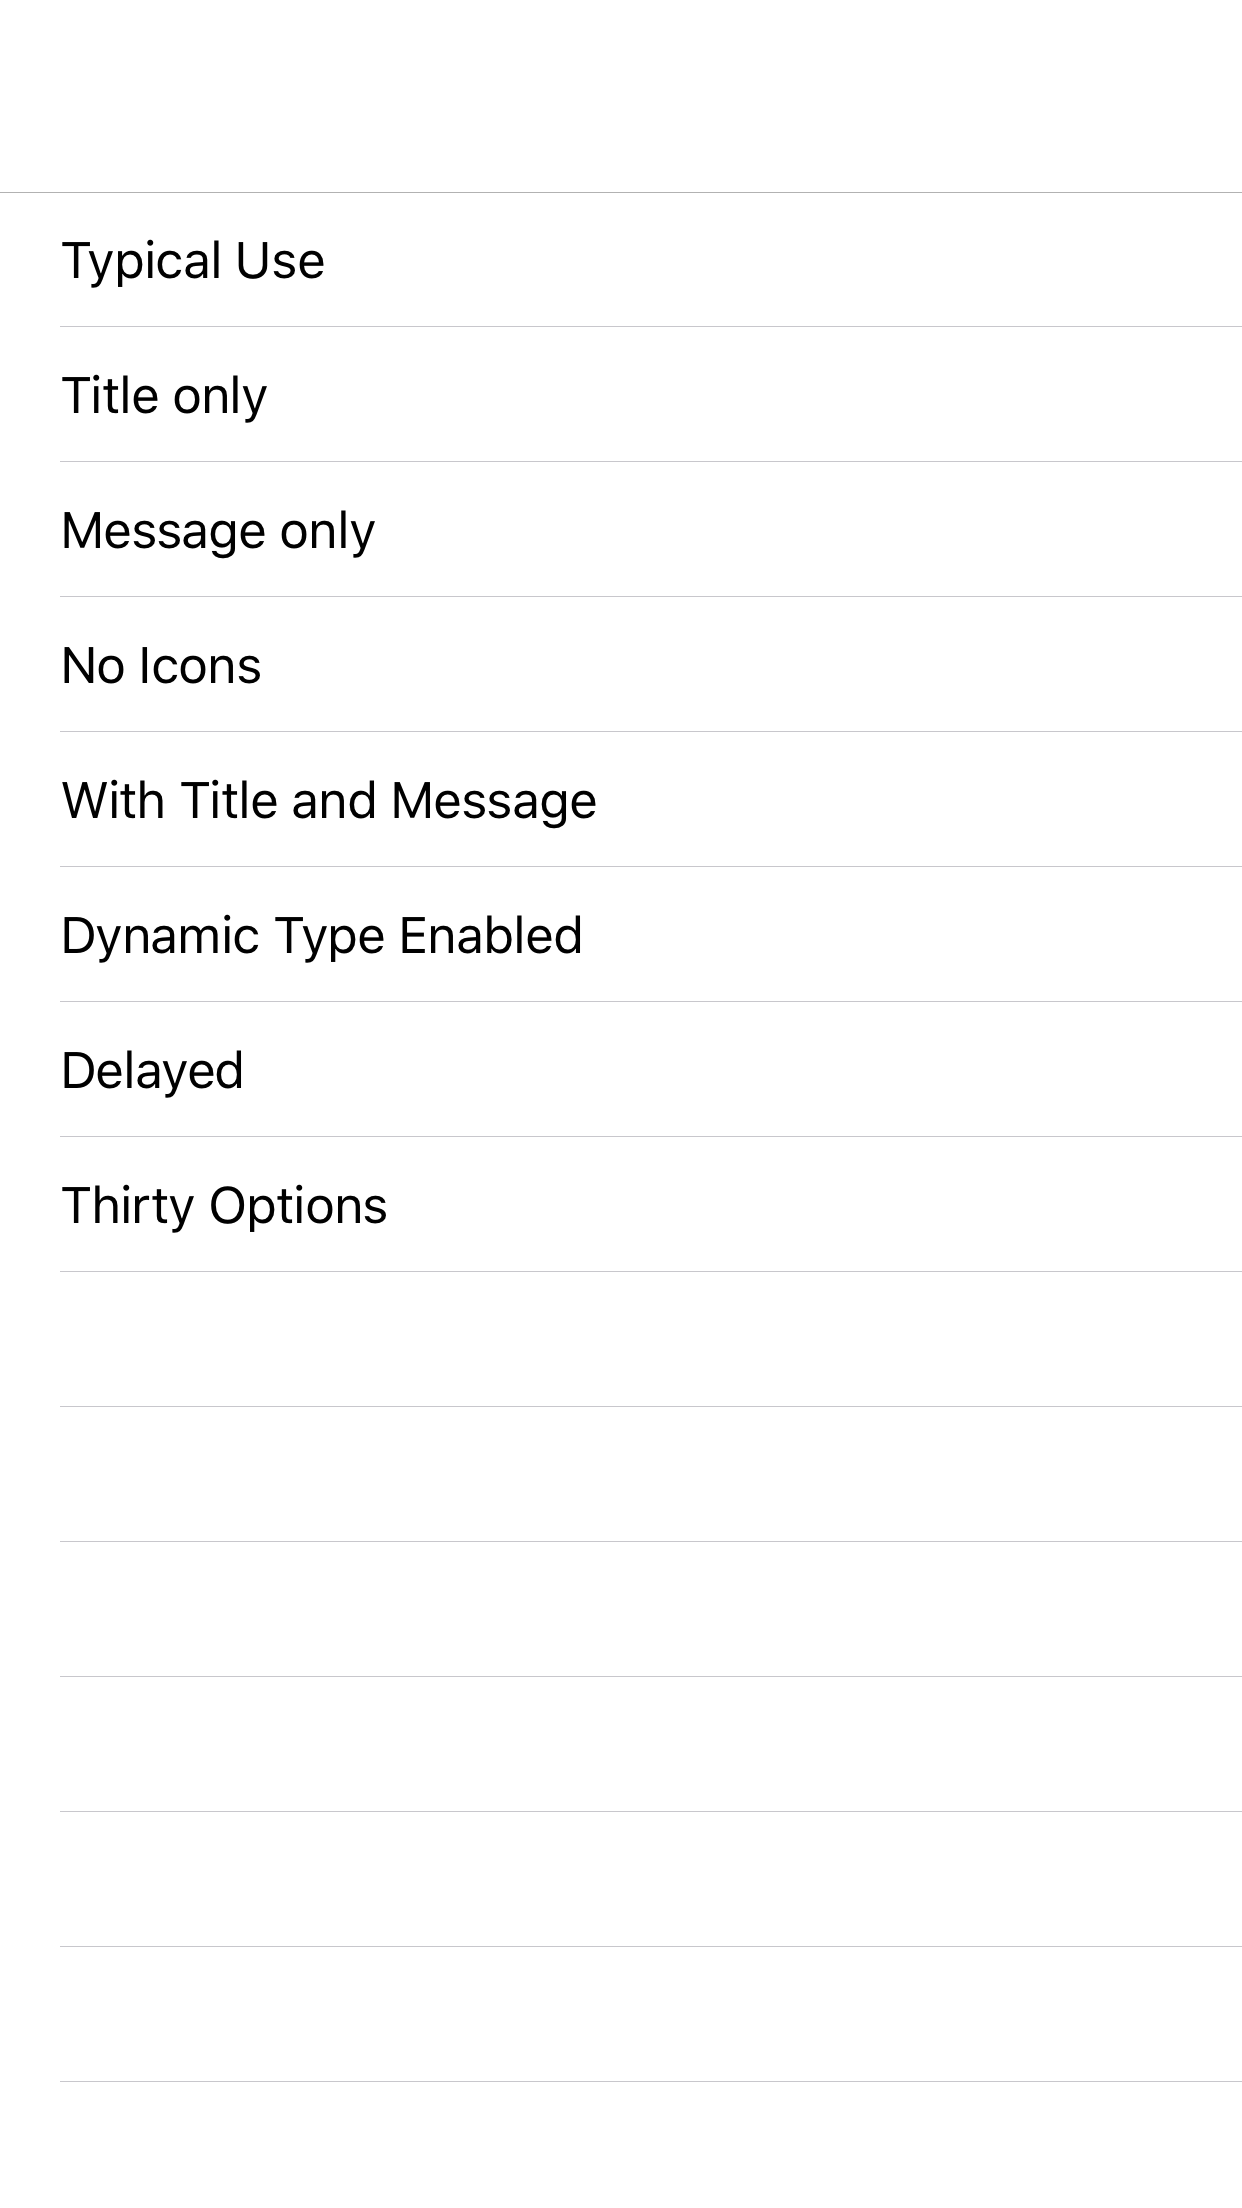 Typical Use
Title only
Message only
No Icons
With Title and Message
Dynamic Type Enabled
Delayed
Thirty Options